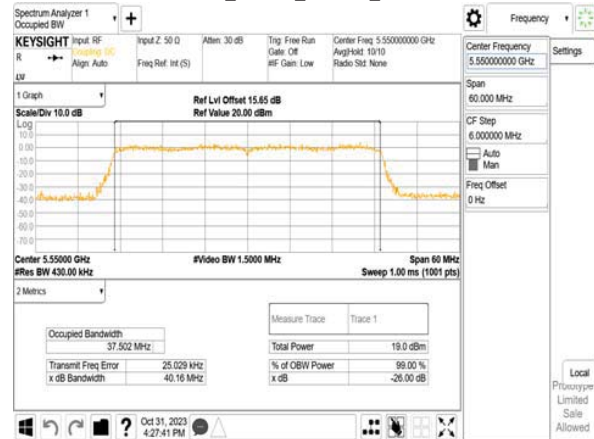 Spectrum Analyzer 1
Occupied BW
Frequency
KEYSIGHT
R
LV
Input: RF
Coupling: DC
Align: Auto
Input Z: 50 Ω
Freq Ref: Int (S)
Atten: 30 dB
Trig: Free Run
Gate: Off
#IF Gain: Low
Center Freq: 5.550000000 GHz
Avg|Hold: 10/10
Radio Std: None
Center Frequency
5.550000000 GHz
Settings
Span
60.000 MHz
CF Step
6.000000 MHz
Auto
Man
Freq Offset
0 Hz
1 Graph
Scale/Div 10.0 dB
Ref Lvl Offset 15.65 dB
Ref Value 20.00 dBm
Log
10.0
0.00
-10.0
-20.0
-30.0
-40.0
-50.0
-60.0
-70.0
Center 5.55000 GHz
#Res BW 430.00 kHz
#Video BW 1.5000 MHz
Span 60 MHz
Sweep 1.00 ms (1001 pts)
2 Metrics
Measure Trace
Trace 1
Occupied Bandwidth
37.502 MHz
Total Power
19.0 dBm
Transmit Freq Error
25.029 kHz
% of OBW Power
99.00 %
x dB Bandwidth
40.16 MHz
x dB
-26.00 dB
Local
Prototype
Limited
Sale
Allowed
?
Oct 31, 2023
4:27:41 PM